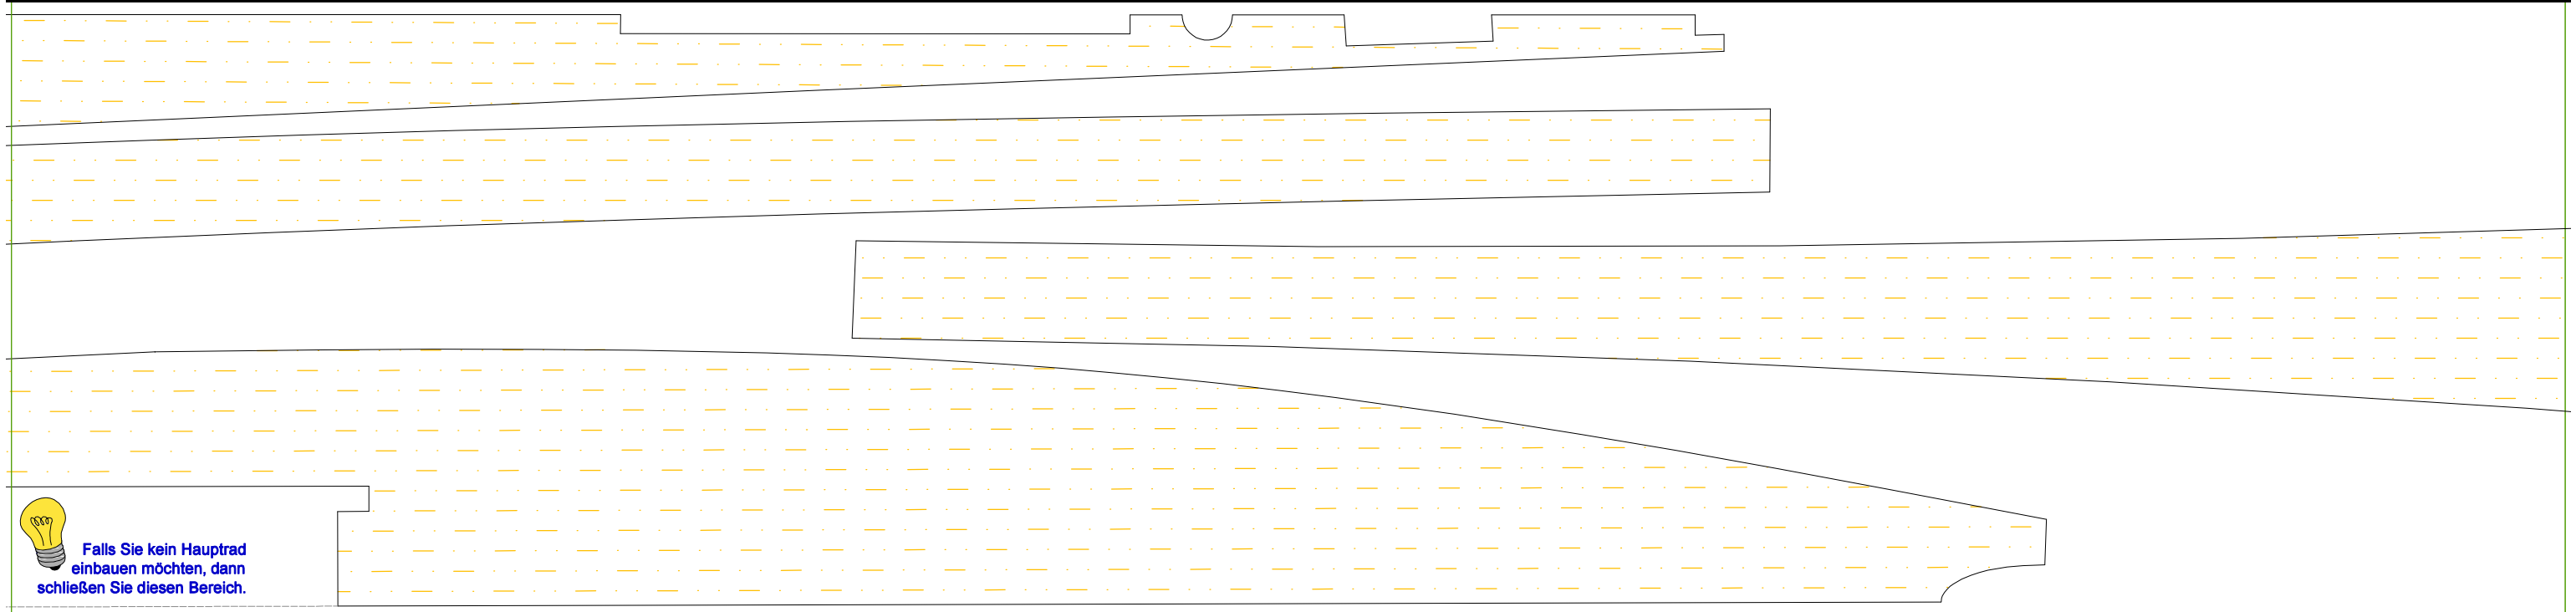 Falls Sie kein Hauptrad
einbauen möchten, dann
schließen Sie diesen Bereich.